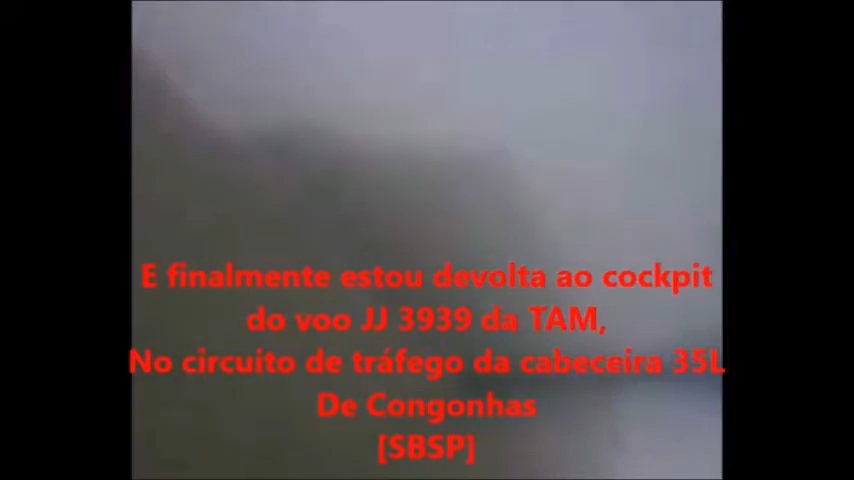 E finalmente estou devolta ao cockpit
do voo JJ 3939 da TAM,
No circuito de tráfego da cabeceira 35L
De Congonhas
[SBSP]